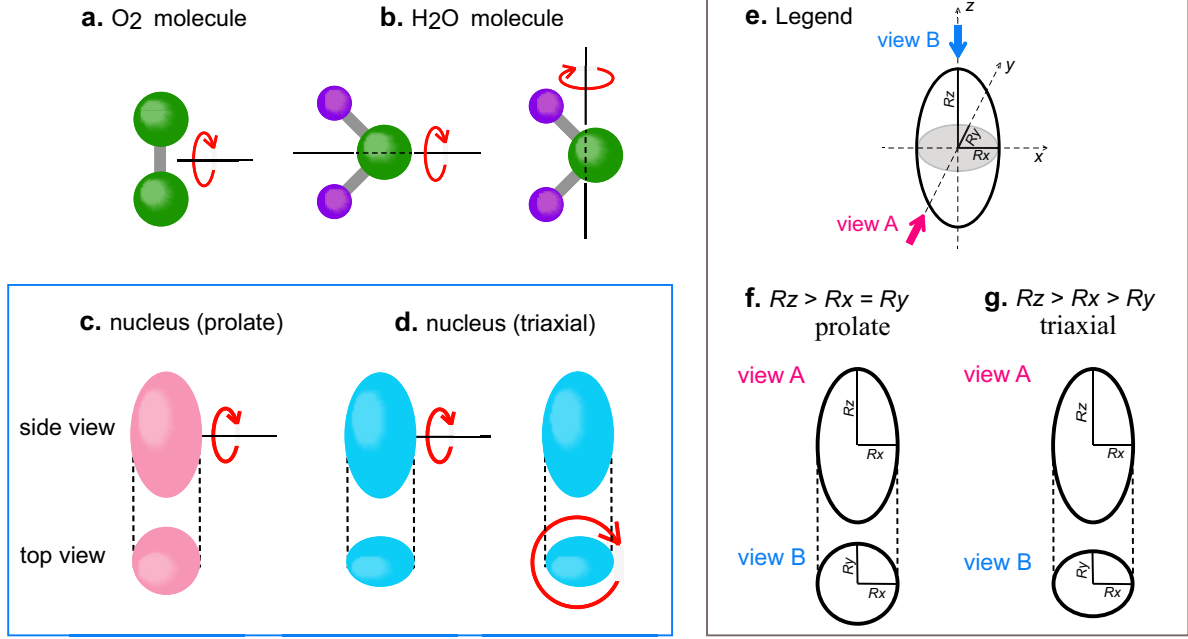 a. O2 molecule
b. H2O molecule
c. nucleus (prolate)
d. nucleus (triaxial)
side view
top view
e. Legend
z
view B
y
Rz
Ry
Rx
x
view A
f. Rz > Rx = Ry
prolate
g. Rz > Rx > Ry
triaxial
view A
Rz
Rx
view A
Rz
Rx
view B
Ry
Rx
view B
Ry
Rx